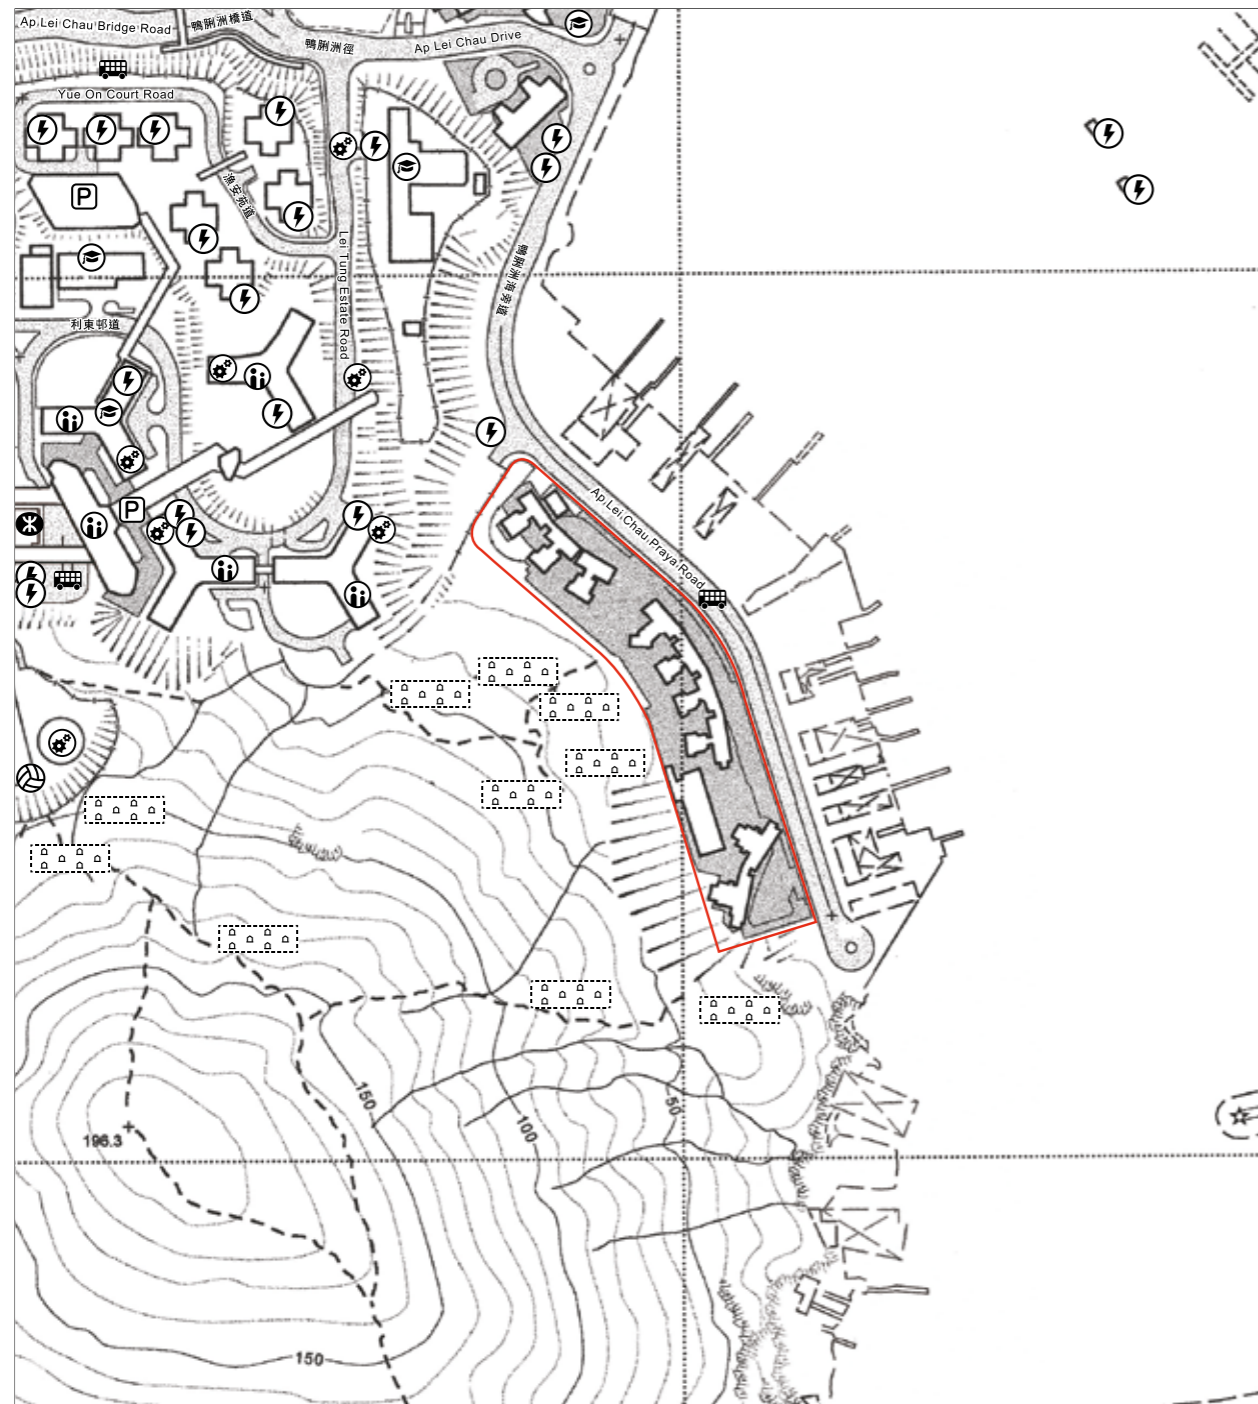 Ap Lei Chau Bridge Road
鴨脷洲橋道
鴨脷洲徑
Ap Lei Chau Drive
Yue On Court Road
漁安苑道
P
Lei Tung Estate Road
鴨脷洲海旁道
利東邨道
P
Ap Lei Chau Praya Road
150
100
50
196.3
150